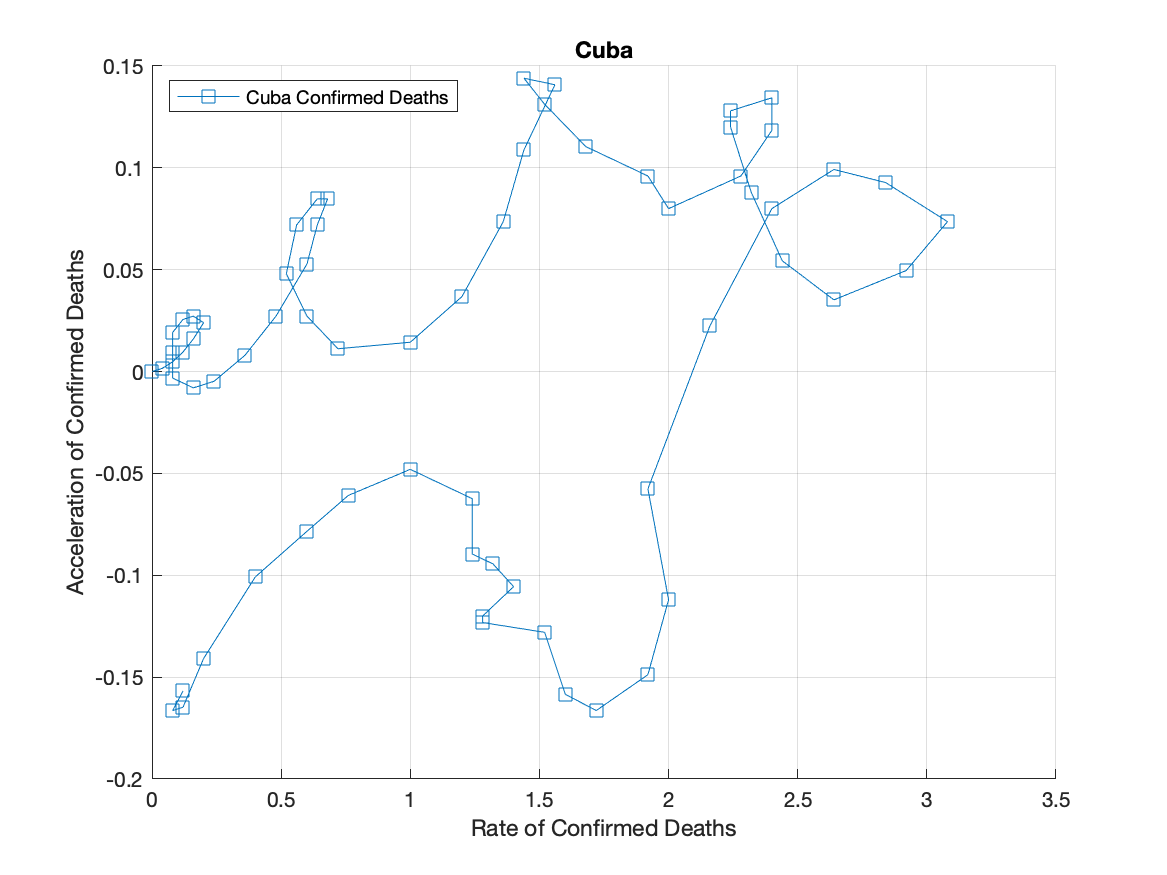 Cuba
Cuba Confirmed Deaths
Acceleration of Confirmed Deaths
0.15
0.1
0.05
0
-0.05
-0.1
-0.15
-0.2
0 0.5 1 1.5 2 2.5 3 3.5
Rate of Confirmed Deaths